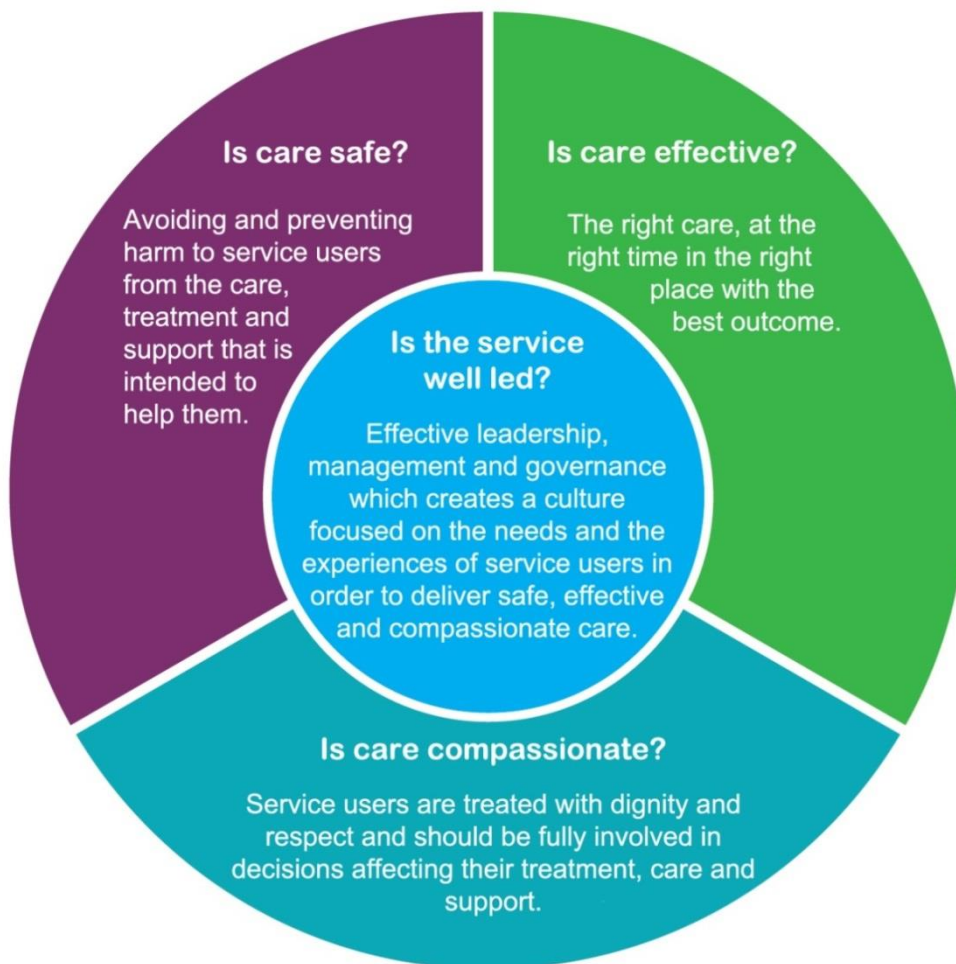 Is care safe?
Avoiding and preventing
harm to service users
from the care,
treatment and
support that is
intended to
help them.
Is care effective?
The right care, at the
right time in the right
place with the
best outcome.
Is the service
well led?
Effective leadership,
management and governance
which creates a culture
focused on the needs and the
experiences of service users in
order to deliver safe, effective
and compassionate care.
Is care compassionate?
Service users are treated with dignity and
respect and should be fully involved in
decisions affecting their treatment, care and
support.